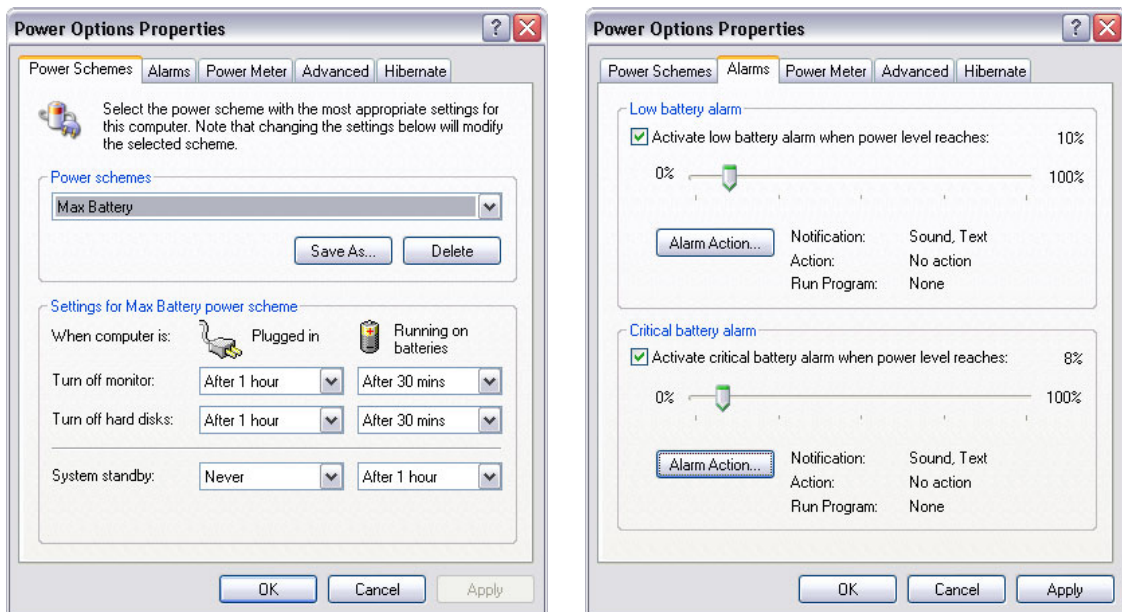 Power Options Properties
Power Schemes Alarms Power Meter Advanced Hibernate
Select the power scheme with the most appropriate settings for
this computer. Note that changing the settings below will modify
the selected scheme.
Power schemes
Max Battery
Save As... Delete
Settings for Max Battery power scheme
When computer is: Plugged in Running on
batteries
Turn off monitor: After 1 hour After 30 mins
Turn off hard disks: After 1 hour After 30 mins
System standby: Never After 1 hour
OK Cancel Apply
Power Options Properties
Power Schemes Alarms Power Meter Advanced Hibernate
Low battery alarm
Activate low battery alarm when power level reaches: 10%
0% 100%
Alarm Action... Notification: Sound, Text
Action: No action
Run Program: None
Critical battery alarm
Activate critical battery alarm when power level reaches: 8%
0% 100%
Alarm Action... Notification: Sound, Text
Action: No action
Run Program: None
OK Cancel Apply